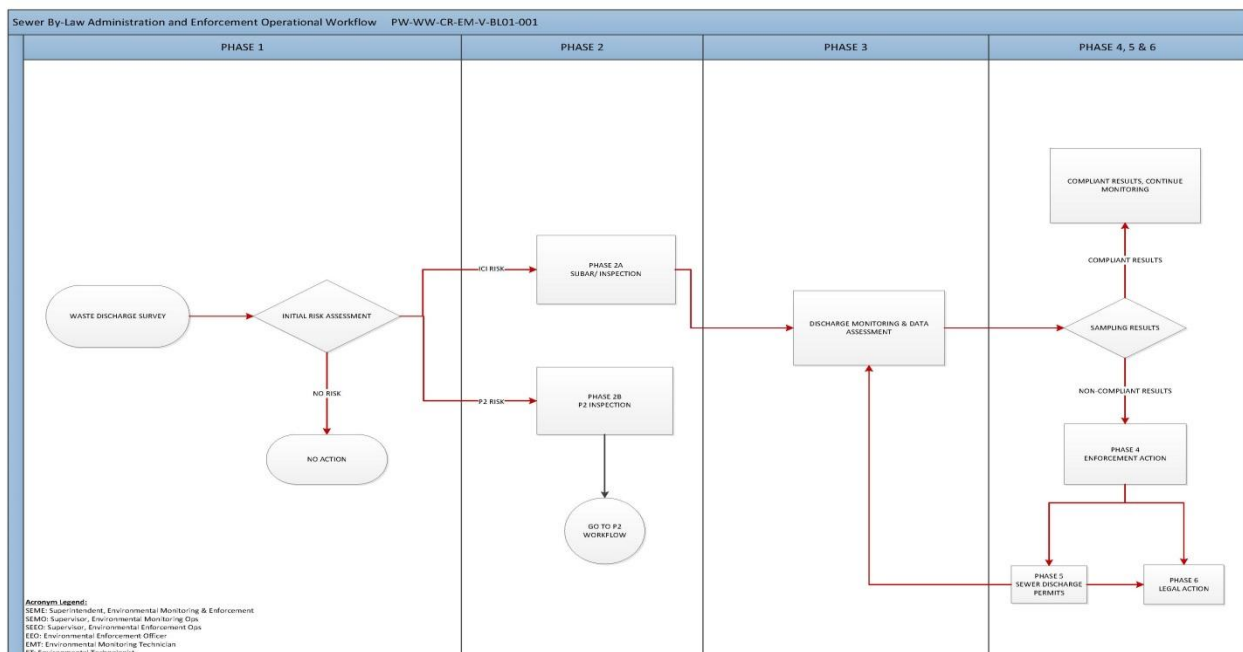 Sewer By-Law Administration and Enforcement Operational Workflow PW-WW-CR-EM-V-BL01-001
PHASE 1
PHASE 2
PHASE 3
PHASE 4, 5 & 6
COMPLIANT RESULTS, CONTINUE
MONITORING
COMPLIANT RESULTS
ICI RISK
PHASE 2A
SUBAR/ INSPECTION
WASTE DISCHARGE SURVEY
INITIAL RISK ASSESSMENT
DISCHARGE MONITORING & DATA
ASSESSMENT
SAMPLING RESULTS
NO RISK
P2 RISK
PHASE 2B
P2 INSPECTION
NON-COMPLIANT RESULTS
NO ACTION
PHASE 4
ENFORCEMENT ACTION
GO TO P2
WORKFLOW
PHASE 5
SEWER DISCHARGE
PERMITS
PHASE 6
LEGAL ACTION
Acronym Legend:
SEME: Superintendent, Environmental Monitoring & Enforcement
SEMO: Supervisor, Environmental Monitoring Ops
SEEO: Supervisor, Environmental Enforcement Ops
EEO: Environmental Enforcement Officer
EMT: Environmental Monitoring Technician